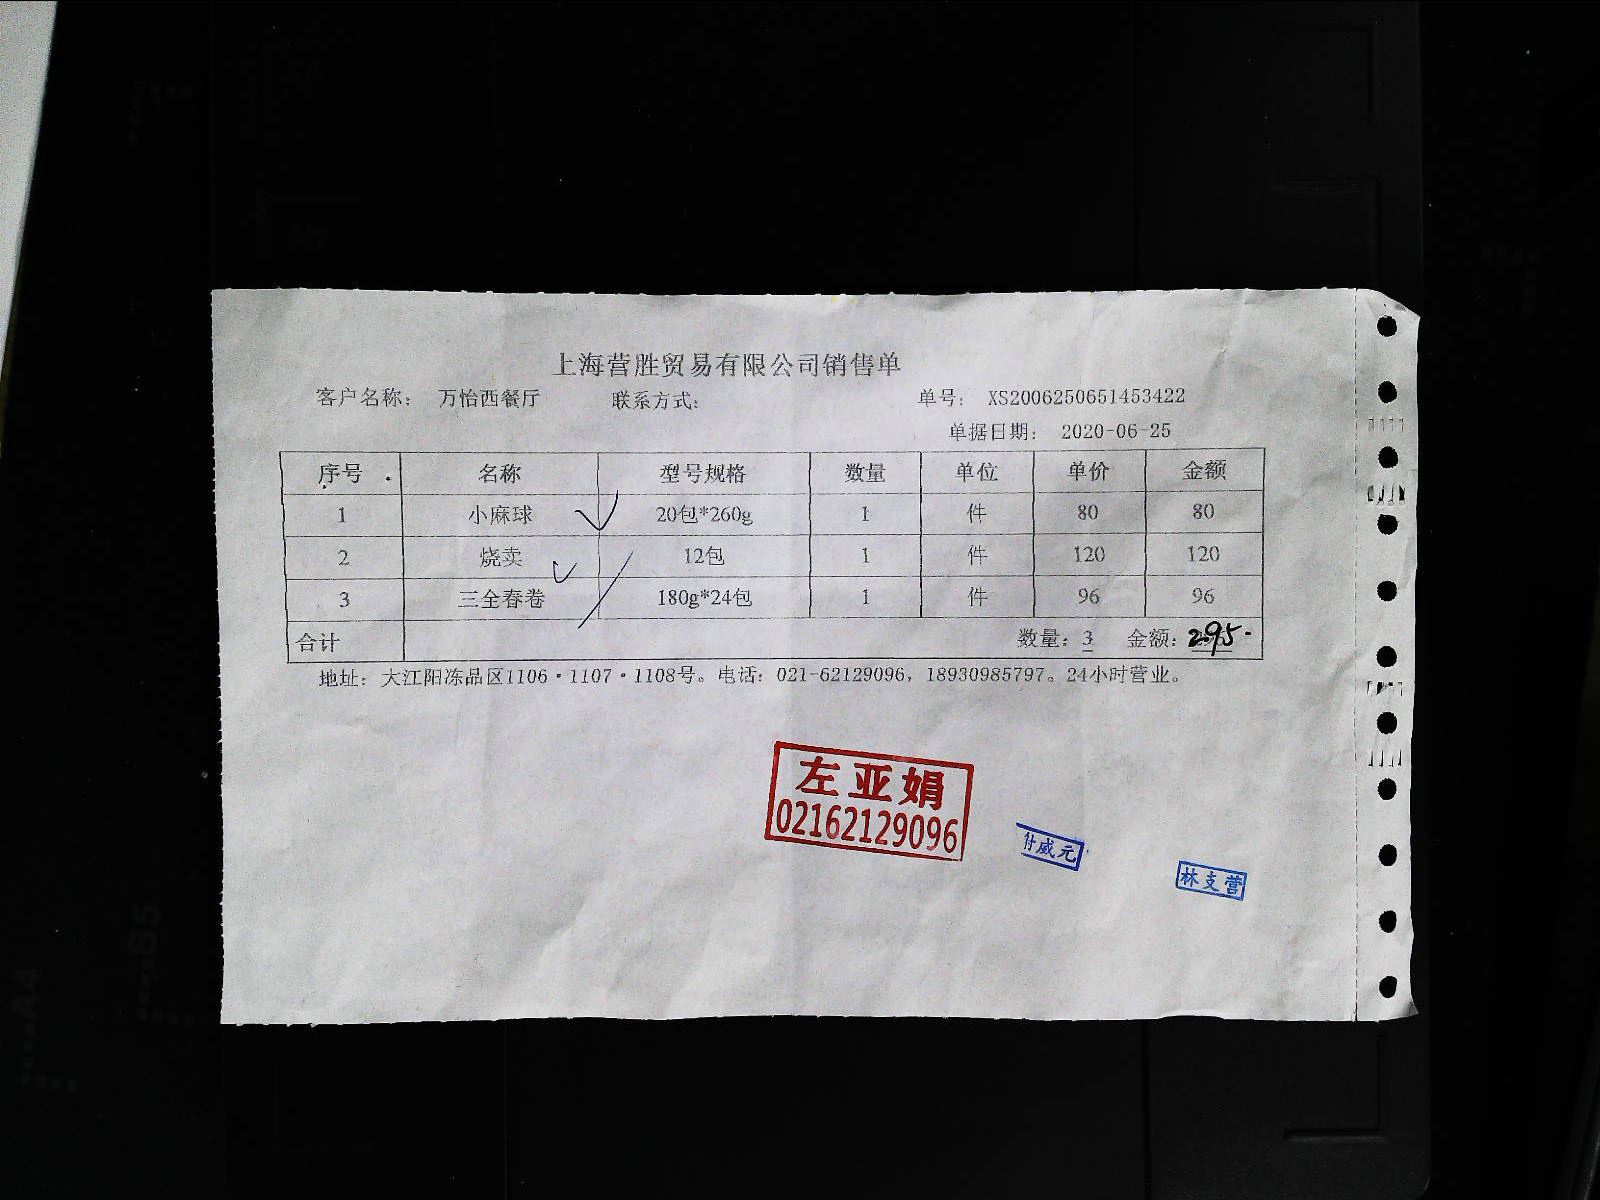 上海营胜贸易有限公司销售单
客户名称： 万怡西餐厅 联系方式： 单号： XS2006250651453422
单据日期： 2020-06-25
序号 名称 型号规格 数量 单位 单价 金额
1 小麻球 20包*260g 1 件 80 80
2 烧卖 12包 1 件 120 120
3 三全春卷 180g*24包 1 件 96 96
合计 数量：3 金额：295-
地址：大江阳冻品区1106·1107·1108号。电话：021-62129096，18930985797。24小时营业。
左亚娟
02162129096
付威元
林支营
A4
B5